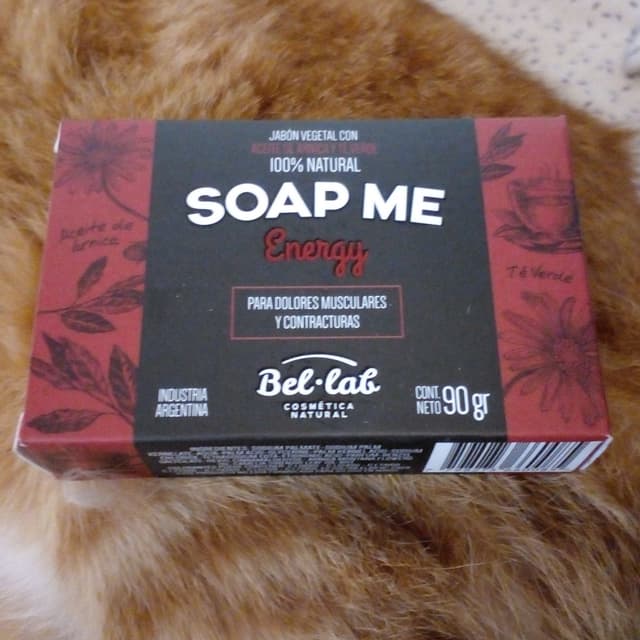 JABÓN VEGETAL CON
ACEITE DE ÁRNICA Y TÉ VERDE
100% NATURAL
SOAP ME
Energy
PARA DOLORES MUSCULARES
Y CONTRACTURAS
Bel·lab
COSMÉTICA
NATURAL
INDUSTRIA
ARGENTINA
CONT.
NETO 90 gr
Aceite de
árnica
Té Verde